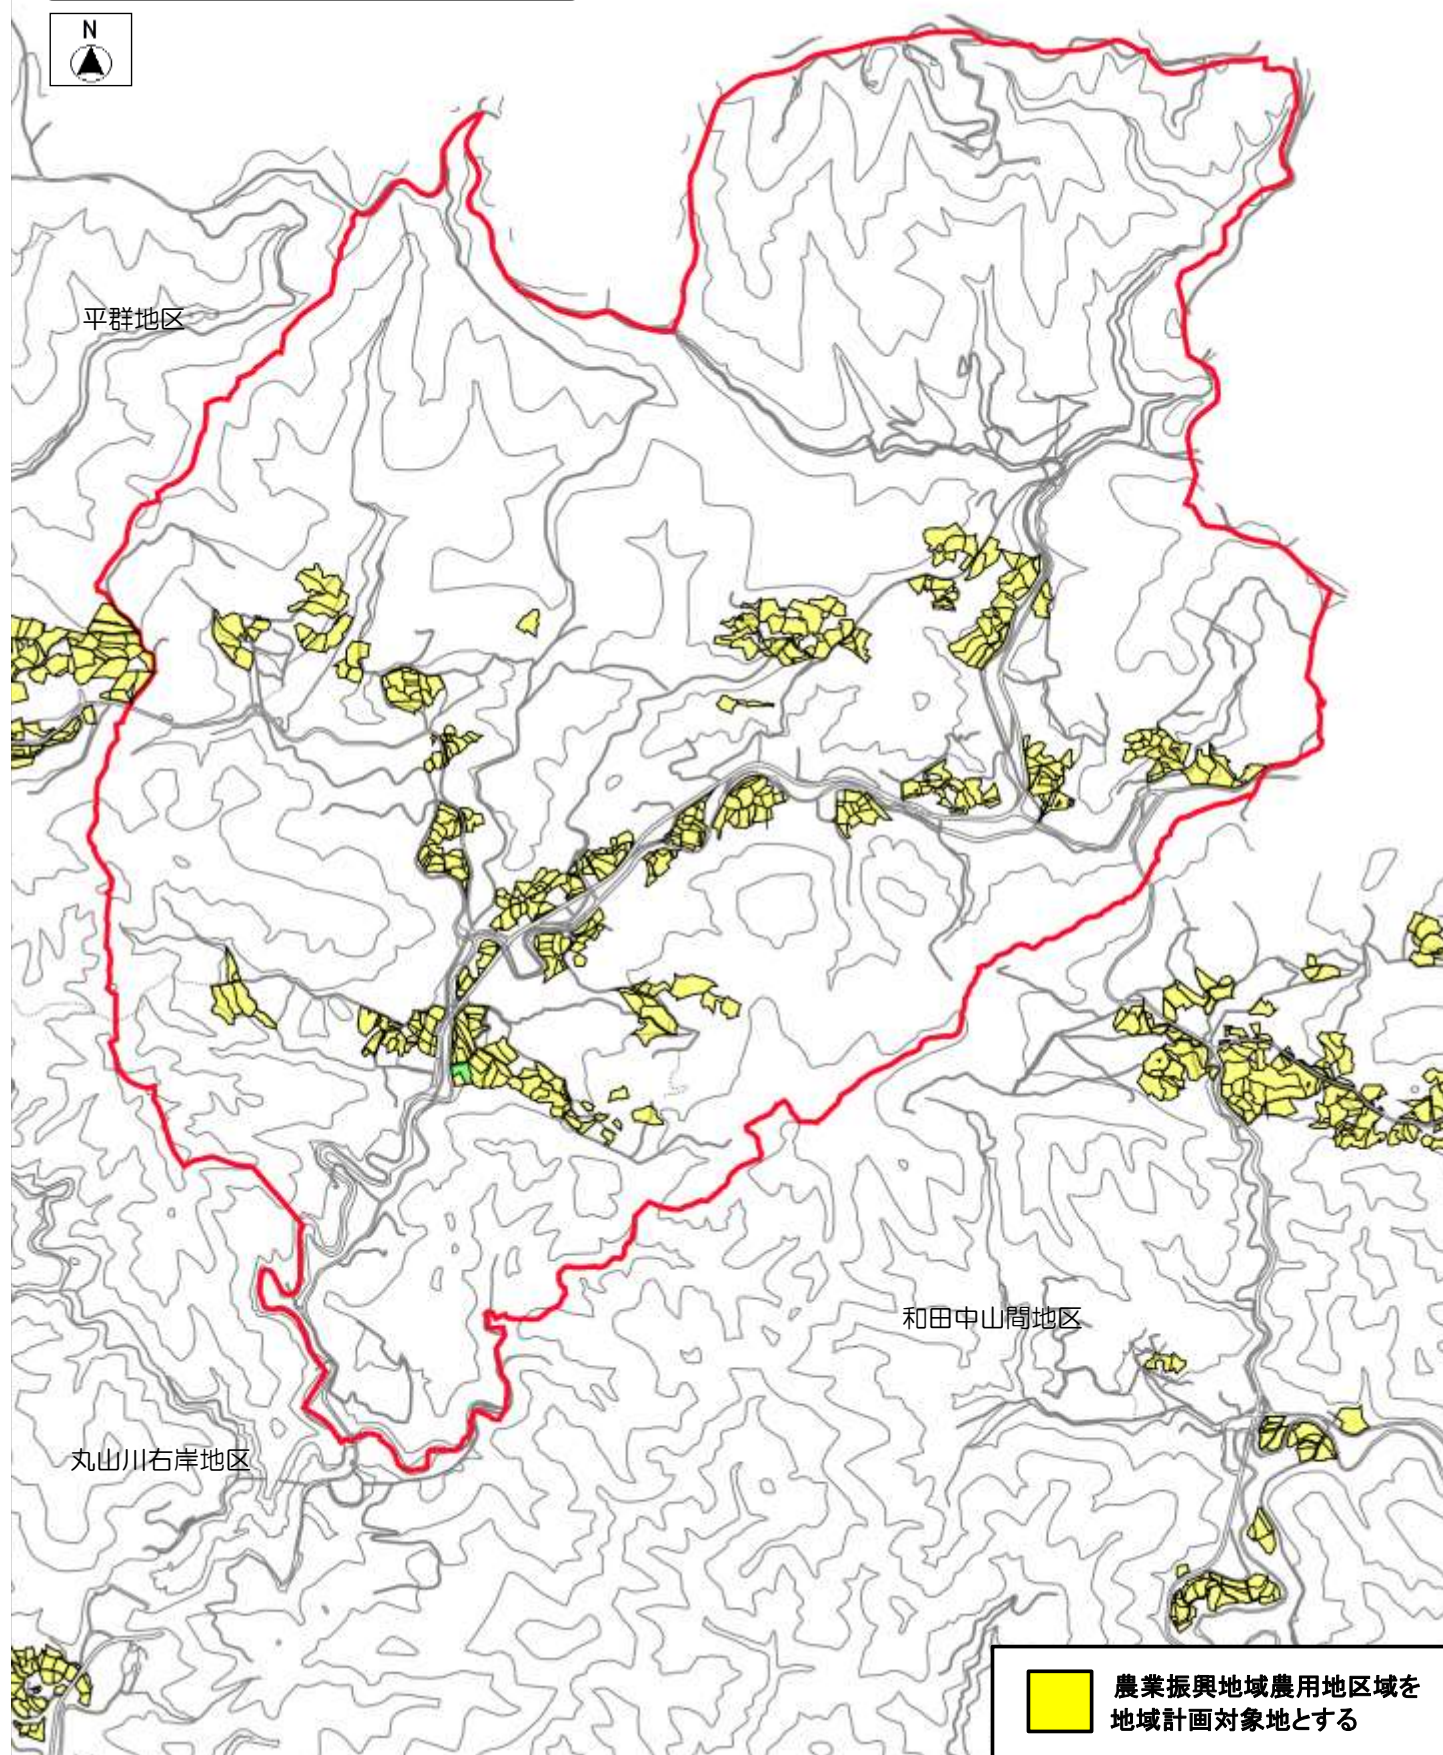 N
平群地区
和田中山間地区
丸山川右岸地区
農業振興地域農用地区域を
地域計画対象地とする